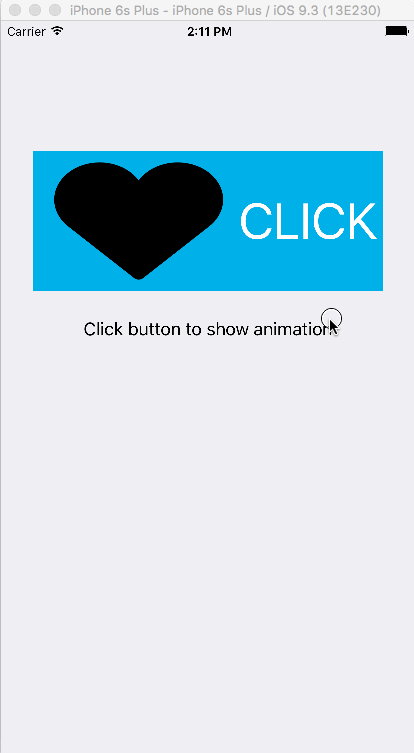 iPhone 6s Plus - iPhone 6s Plus / iOS 9.3 (13E230)
Carrier 2:11 PM
CLICK
Click button to show animation